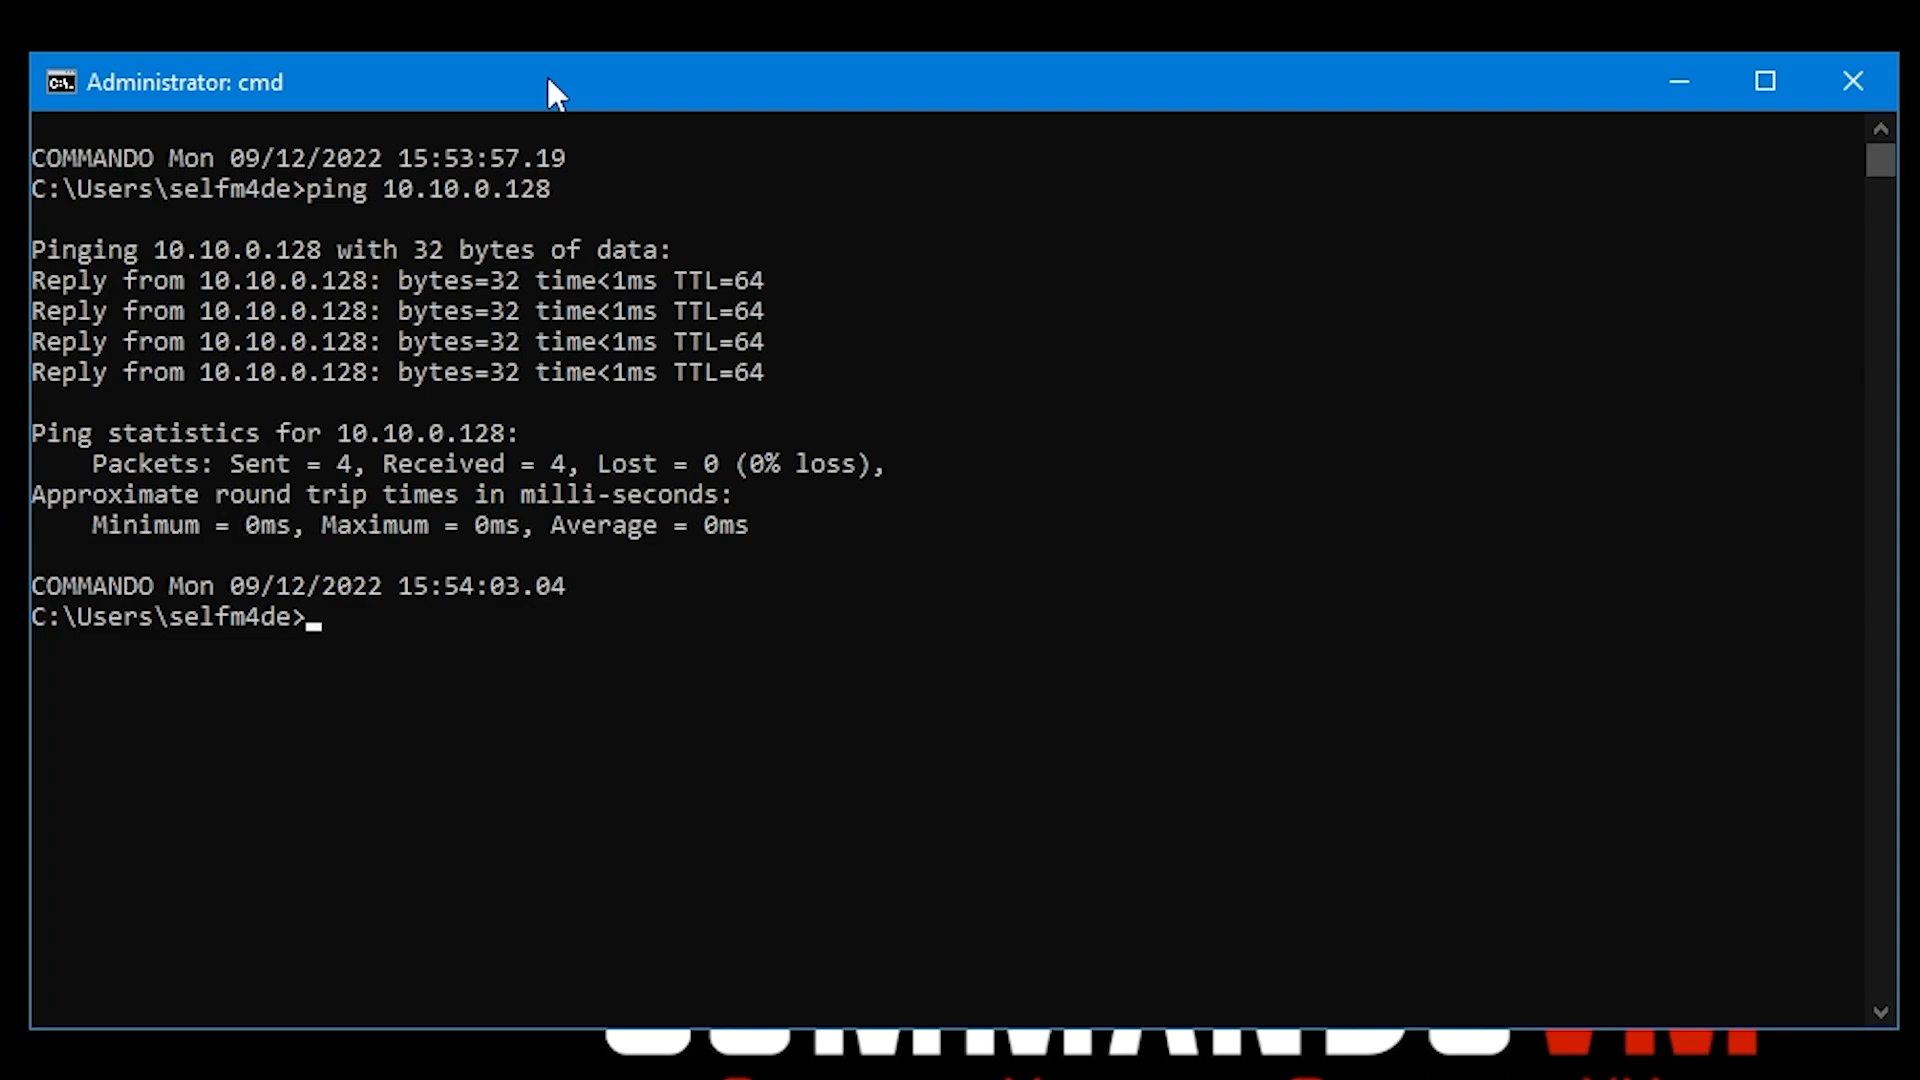 Administrator: cmd
COMMANDO Mon 09/12/2022 15:53:57.19
C:\Users\selfm4de>ping 10.10.0.128
Pinging 10.10.0.128 with 32 bytes of data:
Reply from 10.10.0.128: bytes=32 time<1ms TTL=64
Reply from 10.10.0.128: bytes=32 time<1ms TTL=64
Reply from 10.10.0.128: bytes=32 time<1ms TTL=64
Reply from 10.10.0.128: bytes=32 time<1ms TTL=64
Ping statistics for 10.10.0.128:
Packets: Sent = 4, Received = 4, Lost = 0 (0% loss),
Approximate round trip times in milli-seconds:
Minimum = 0ms, Maximum = 0ms, Average = 0ms
COMMANDO Mon 09/12/2022 15:54:03.04
C:\Users\selfm4de>
COMMANDO VM